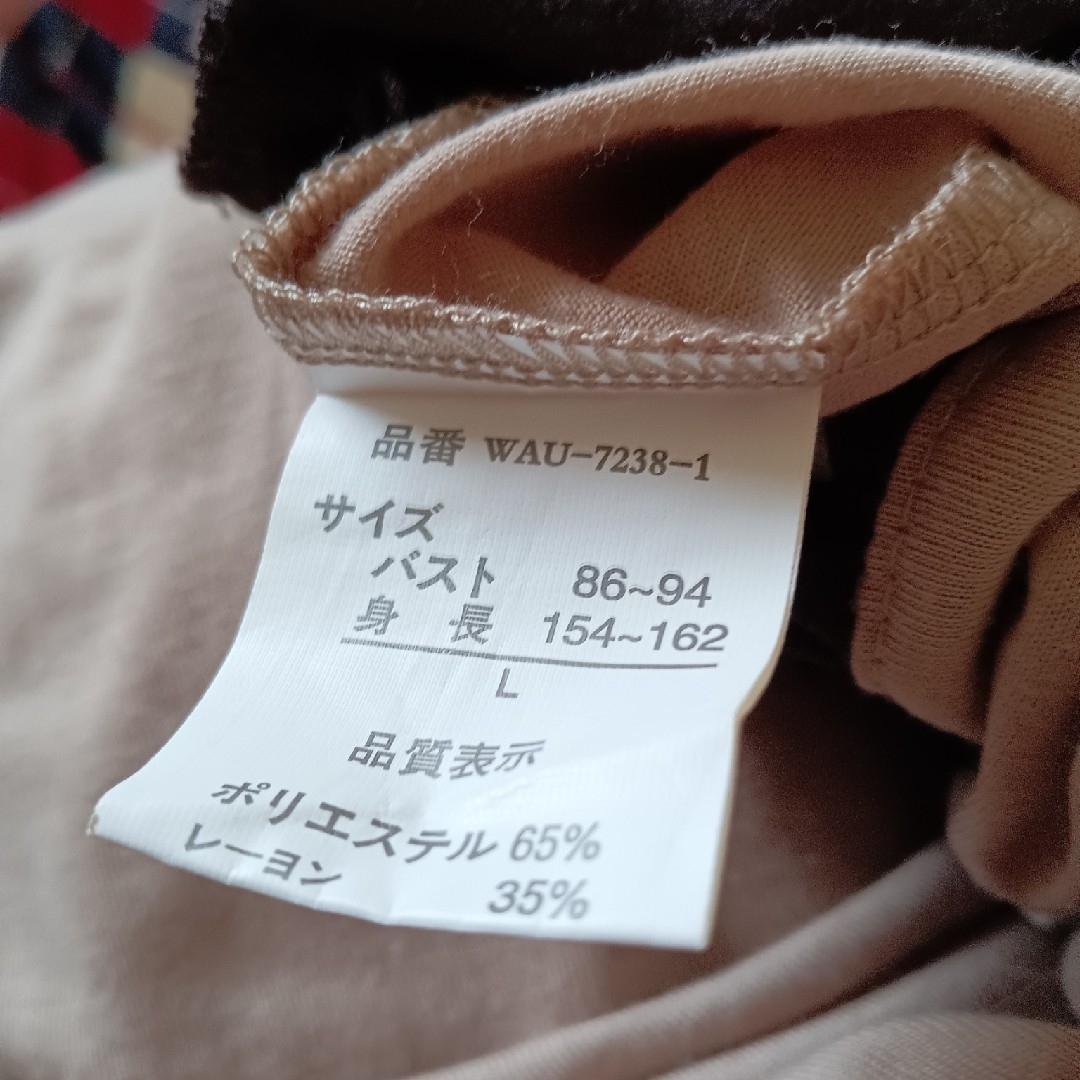 品番 WAU-7238-1
サイズ
バスト 86~94
身 長 154~162
L
品質表示
ポリエステル 65%
レーヨン 35%